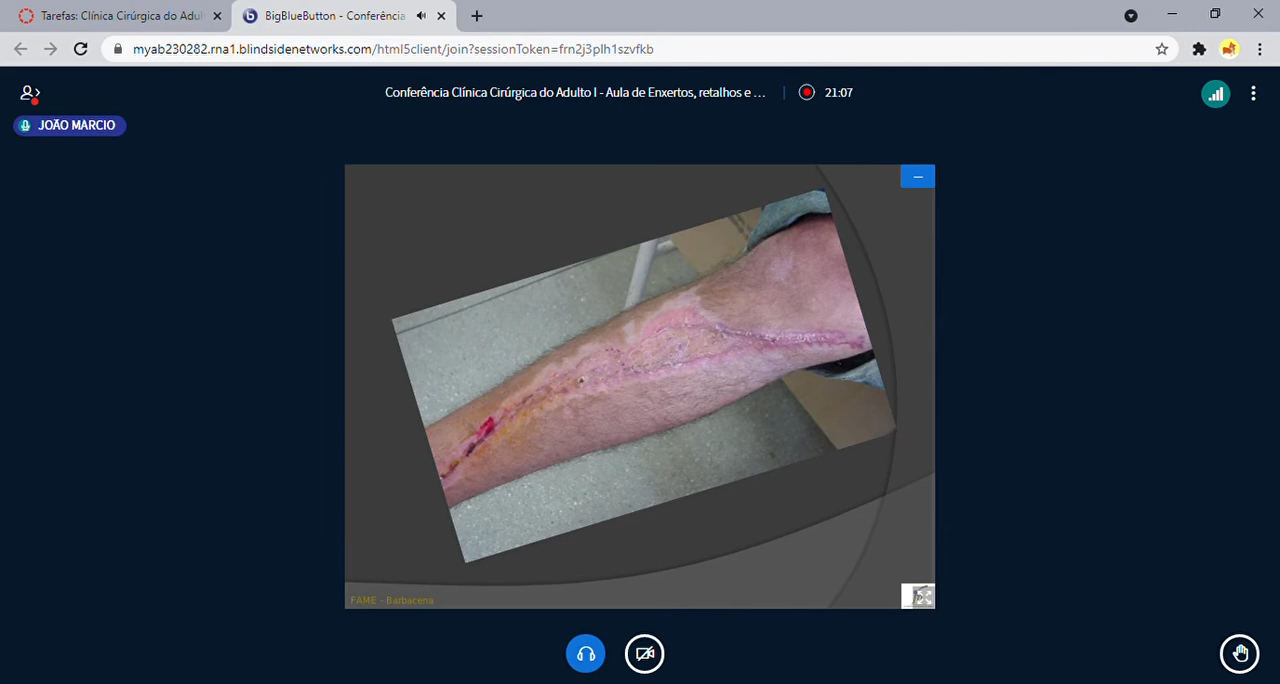 Tarefas: Clínica Cirúrgica do Adul
BigBlueButton - Conferência
myab230282.rna1.blindsidenetworks.com/html5client/join?sessionToken=frn2j3plh1szvfkb
Conferência Clínica Cirúrgica do Adulto I - Aula de Enxertos, retalhos e ...
21:07
JOÃO MARCIO
FAME - Barbacena